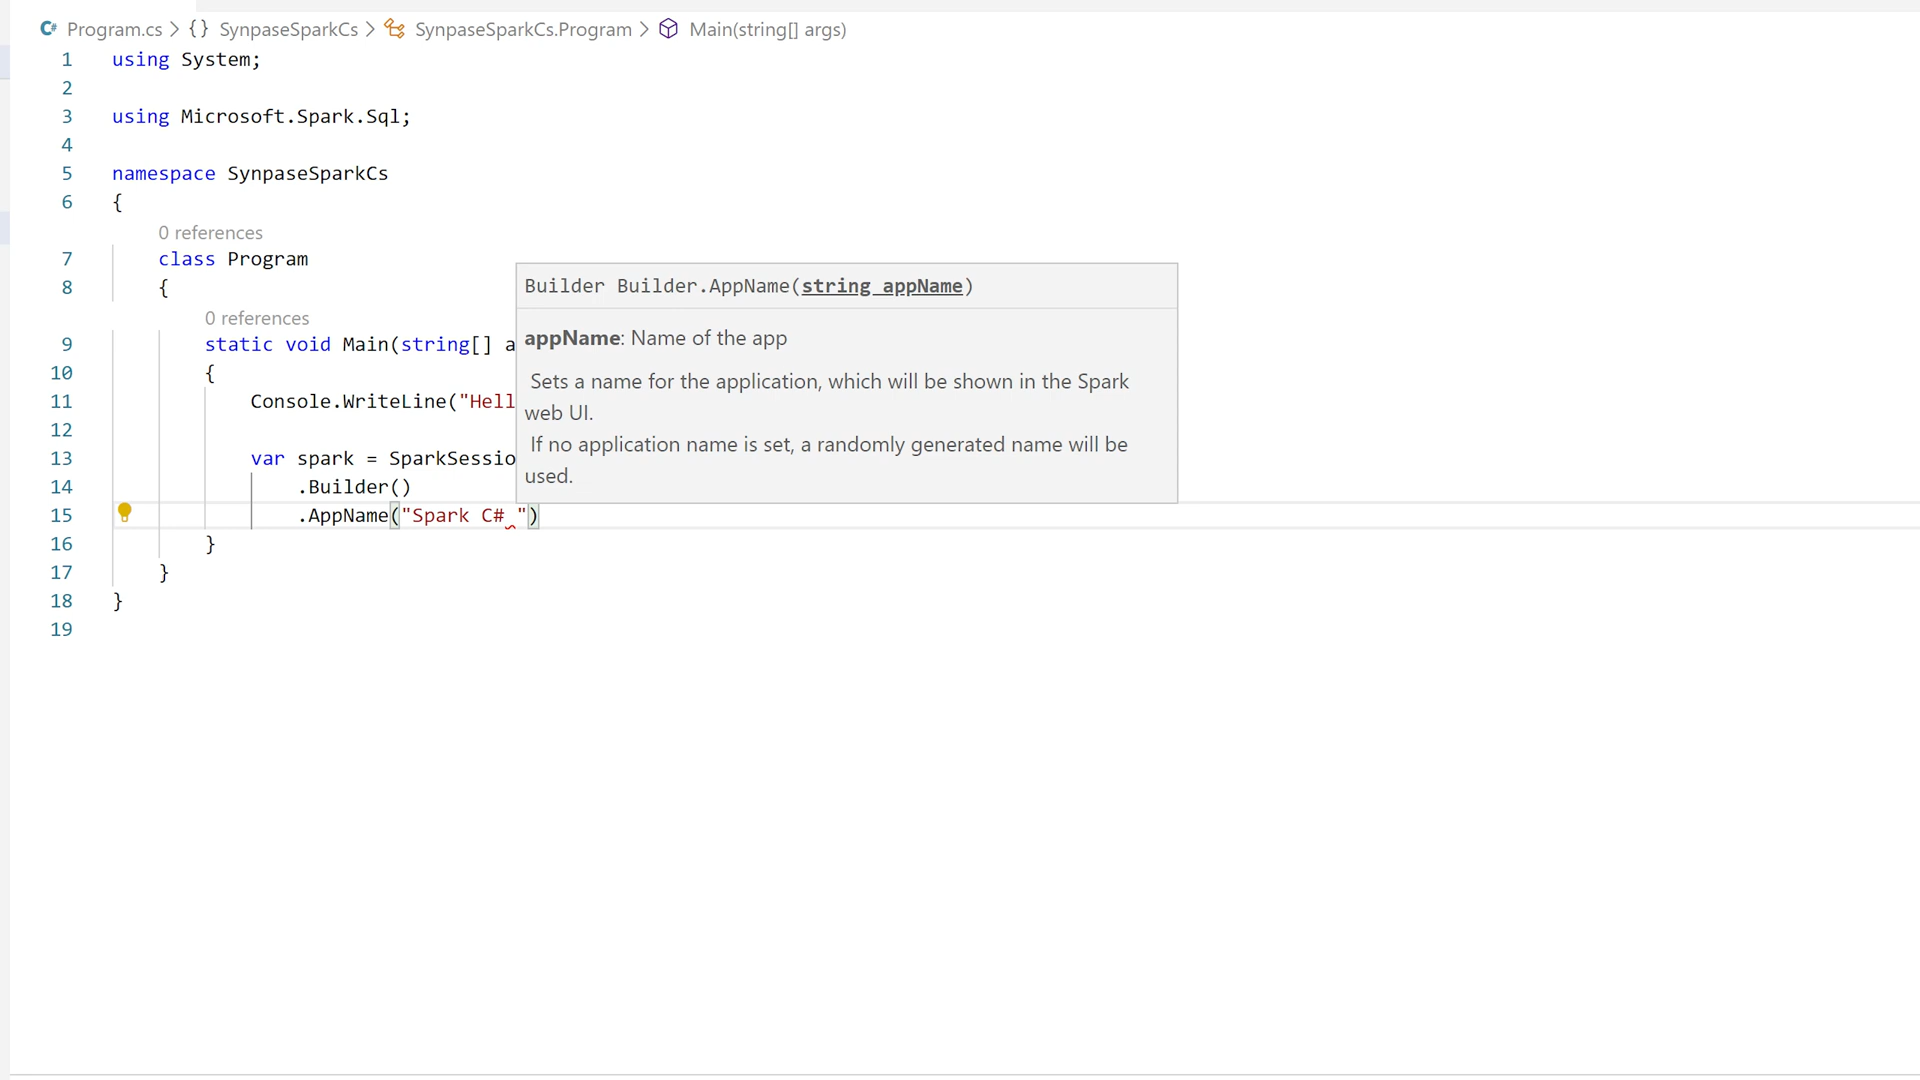 Program.cs > {} SynpaseSparkCs > SynpaseSparkCs.Program > Main(string[] args)
1 using System;
2
3 using Microsoft.Spark.Sql;
4
5 namespace SynpaseSparkCs
6 {
0 references
7 class Program
8 {
0 references
9 static void Main(string[] a
10 {
11 Console.WriteLine("Hell
12
13 var spark = SparkSessio
14 .Builder()
15 .AppName("Spark C# ")
16 }
17 }
18 }
19
Builder Builder.AppName(string appName)
appName: Name of the app
Sets a name for the application, which will be shown in the Spark
web UI.
If no application name is set, a randomly generated name will be
used.